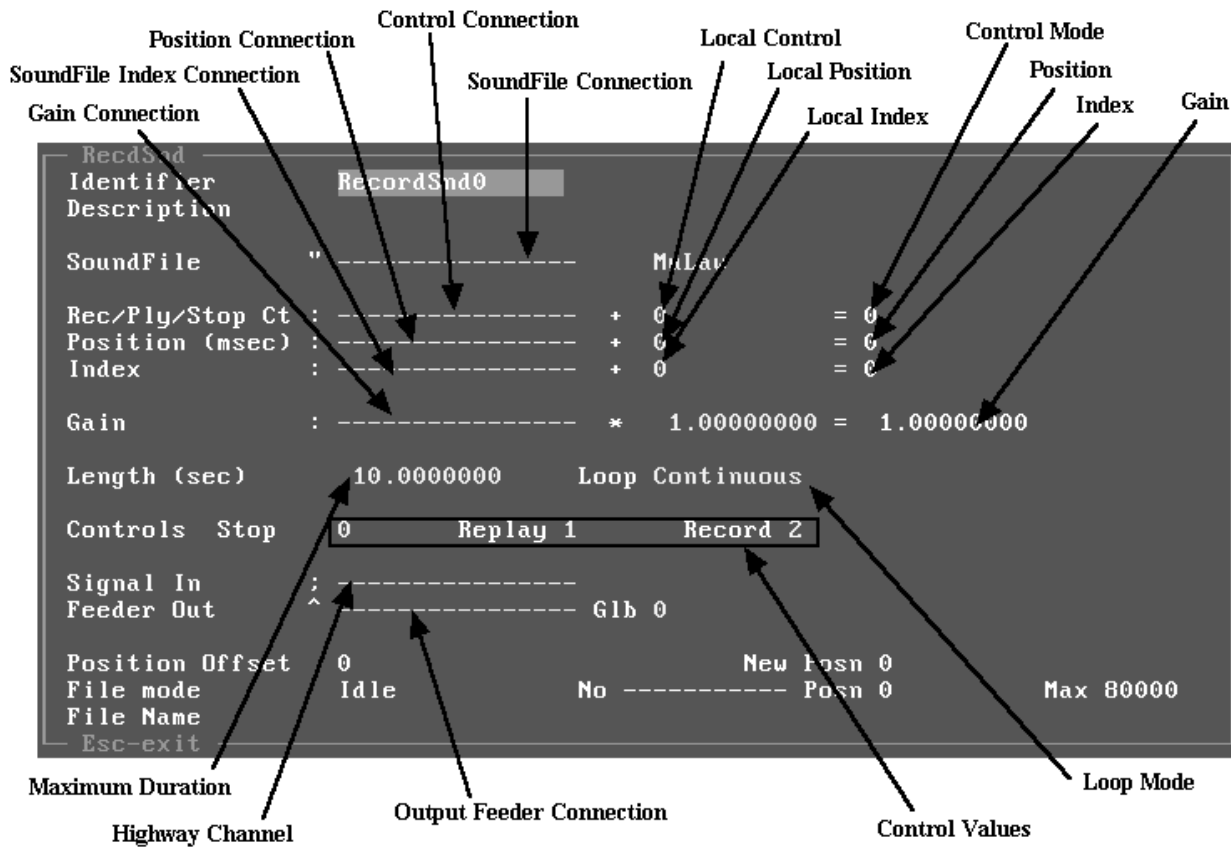 Control Connection
Position Connection
Local Control
Control Mode
SoundFile Index Connection
SoundFile Connection
Local Position
Position
Gain Connection
Local Index
Index
Gain
RecdSnd
Identifier RecordSnd0
Description
SoundFile " ---------------- MuLaw
Rec/Ply/Stop Ct : ---------------- + 0 = 0
Position (msec) : ---------------- + 0 = 0
Index : ---------------- + 0 = 0
Gain : ---------------- * 1.00000000 = 1.00000000
Length (sec) 10.0000000 Loop Continuous
Controls Stop 0 Replay 1 Record 2
Signal In ; ----------------
Feeder Out ^ ---------------- Glb 0
Position Offset 0 New Posn 0
File mode Idle No ----------- Posn 0 Max 80000
File Name
Esc-exit
Maximum Duration
Loop Mode
Highway Channel
Output Feeder Connection
Control Values